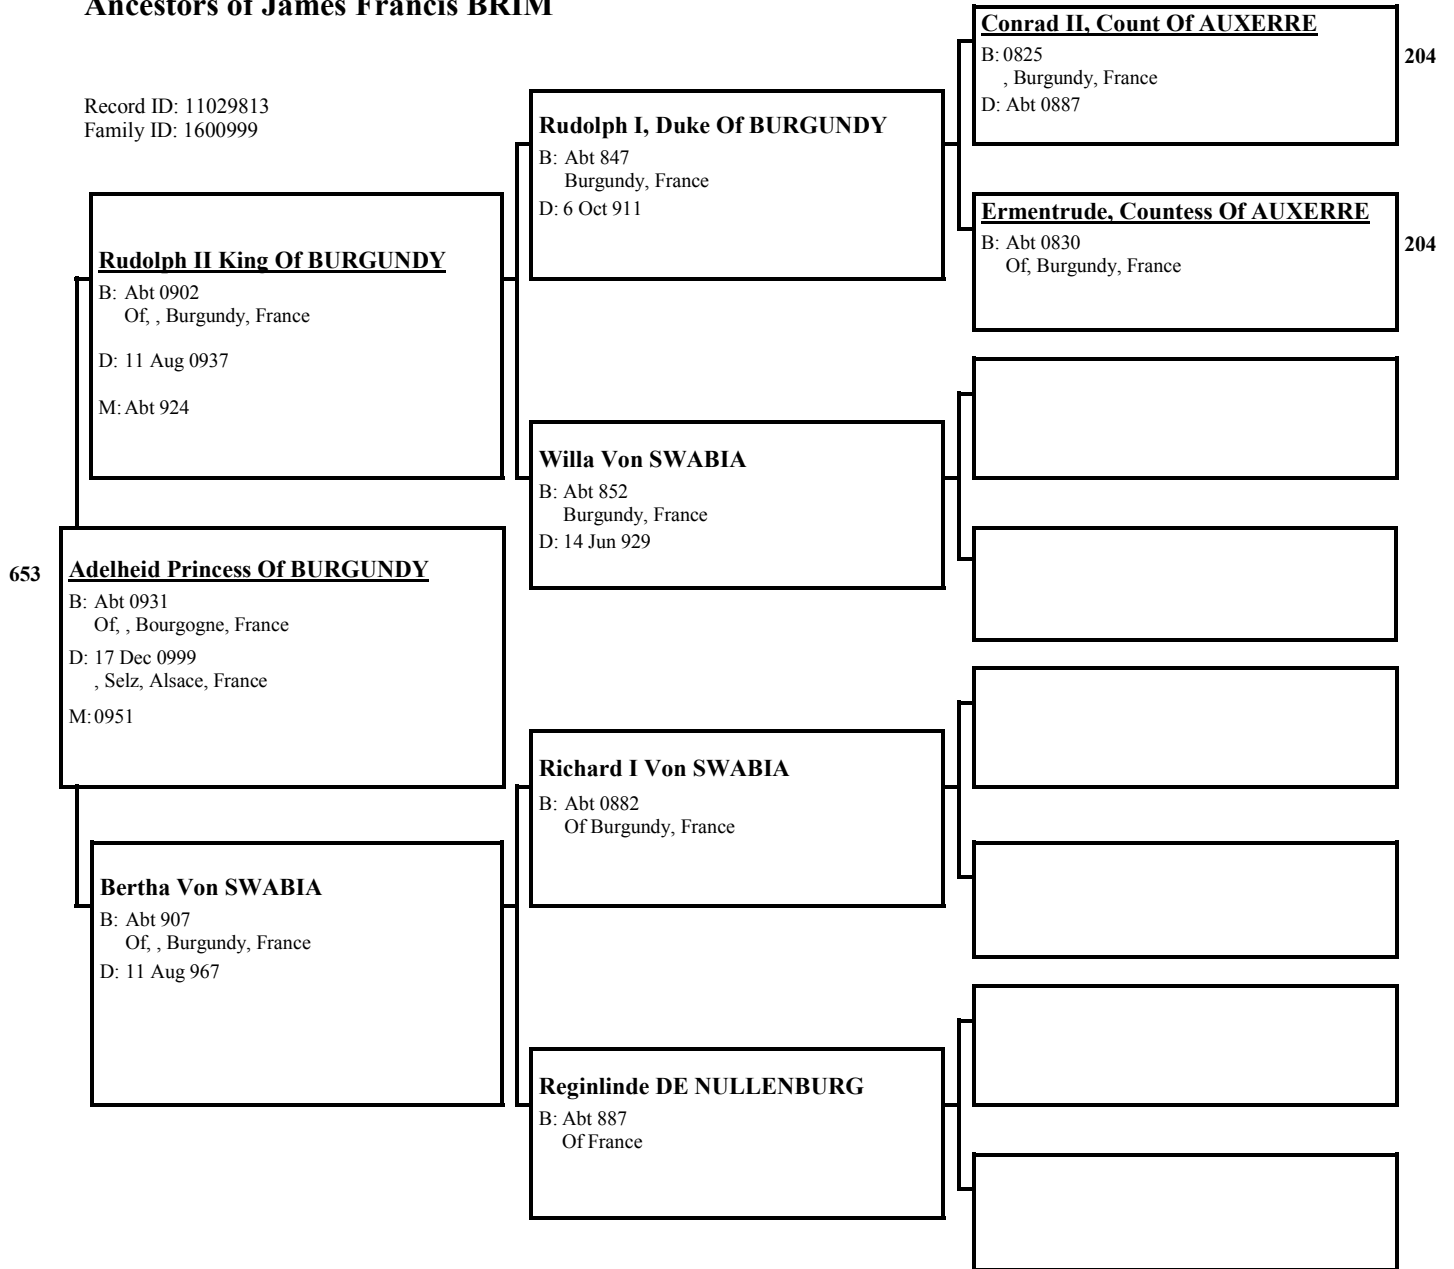 Ancestors of James Francis BRIM
Record ID: 11029813
Family ID: 1600999
Conrad II, Count Of AUXERRE
B: 0825
, Burgundy, France
D: Abt 0887
204
Rudolph I, Duke Of BURGUNDY
B: Abt 847
Burgundy, France
D: 6 Oct 911
Ermentrude, Countess Of AUXERRE
B: Abt 0830
Of, Burgundy, France
204
Rudolph II King Of BURGUNDY
B: Abt 0902
Of, , Burgundy, France
D: 11 Aug 0937
M: Abt 924
Willa Von SWABIA
B: Abt 852
Burgundy, France
D: 14 Jun 929
653
Adelheid Princess Of BURGUNDY
B: Abt 0931
Of, , Bourgogne, France
D: 17 Dec 0999
, Selz, Alsace, France
M: 0951
Richard I Von SWABIA
B: Abt 0882
Of Burgundy, France
Bertha Von SWABIA
B: Abt 907
Of, , Burgundy, France
D: 11 Aug 967
Reginlinde DE NULLENBURG
B: Abt 887
Of France